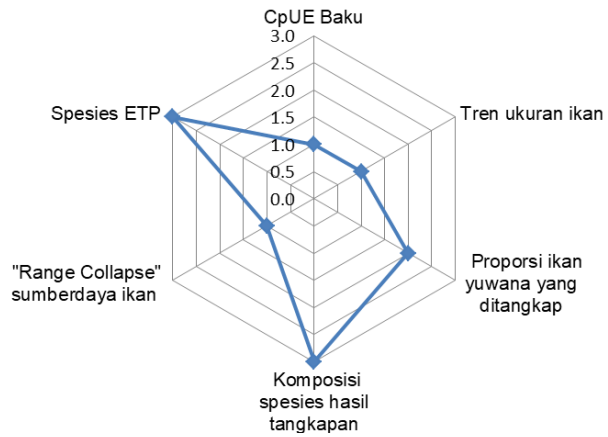 CpUE Baku
3.0
2.5
2.0
1.5
1.0
0.5
0.0
Tren ukuran ikan
Proporsi ikan
yuwana yang
ditangkap
Komposisi
spesies hasil
tangkapan
"Range Collapse"
sumberdaya ikan
Spesies ETP